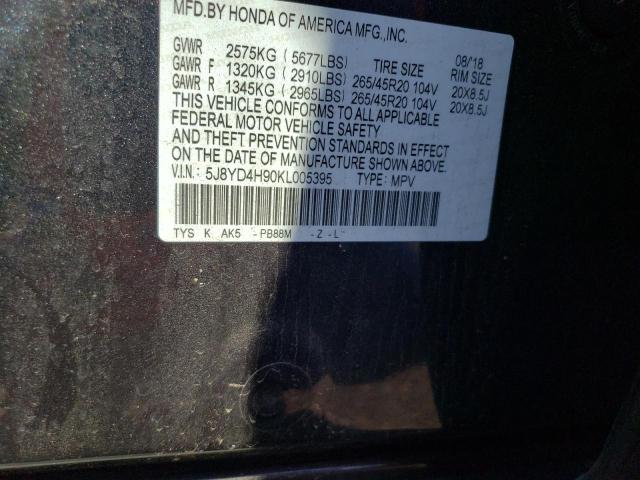 MFD.BY HONDA OF AMERICA MFG.,INC.
08/18
GVWR 2575KG (5677LBS) TIRE SIZE RIM SIZE
GAWR F 1320KG (2910LBS) 265/45R20 104V 20X8.5J
GAWR R 1345KG (2965LBS) 265/45R20 104V 20X8.5J
THIS VEHICLE CONFORMS TO ALL APPLICABLE
FEDERAL MOTOR VEHICLE SAFETY
AND THEFT PREVENTION STANDARDS IN EFFECT
ON THE DATE OF MANUFACTURE SHOWN ABOVE.
V.I.N.: 5J8YD4H90KL005395 TYPE: MPV
TYS K AK5 -PB88M -Z -L